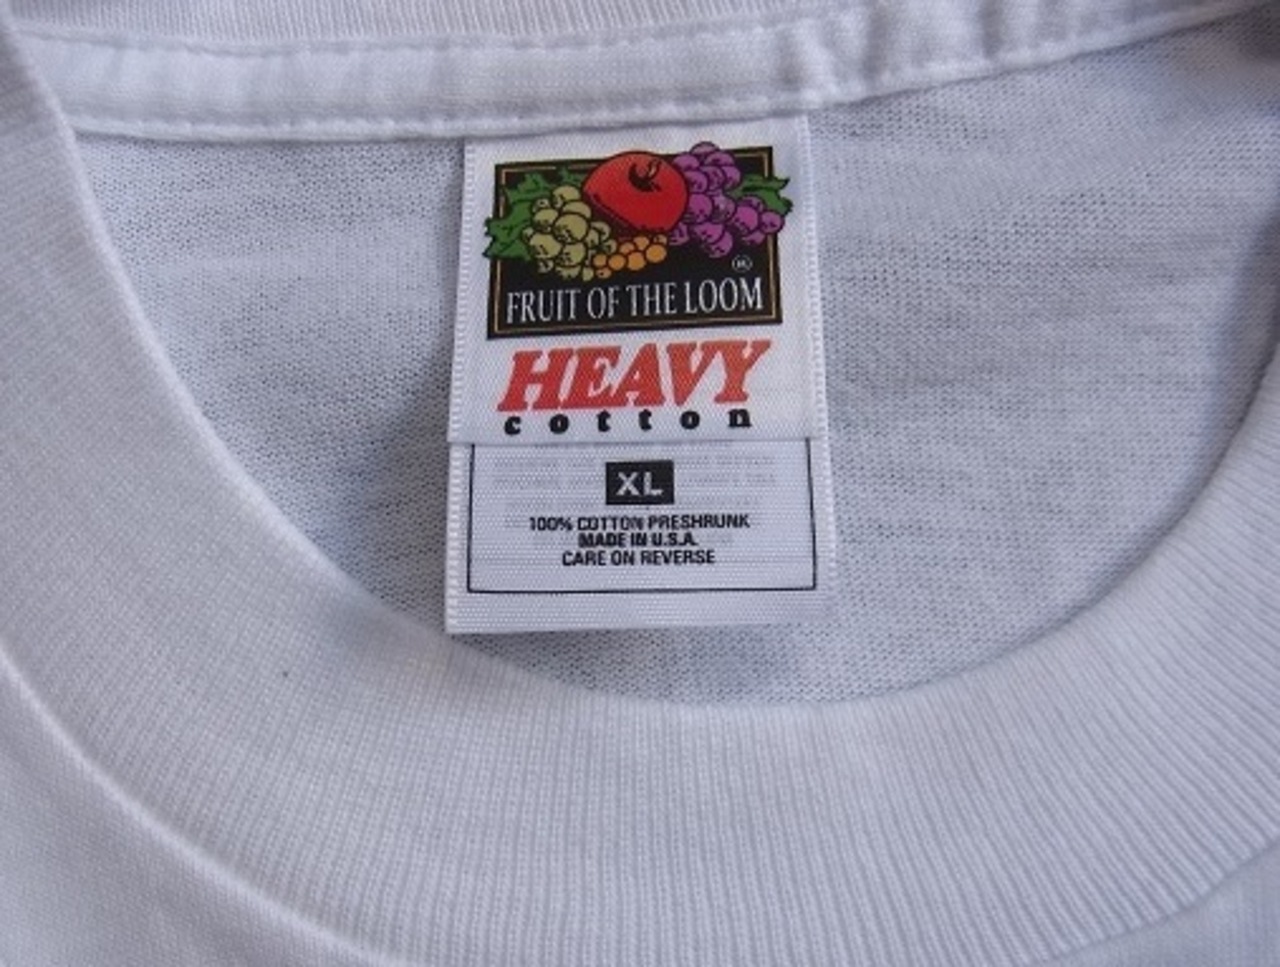 FRUIT OF THE LOOM
HEAVY
cotton
XL
100% COTTON PRESHRUNK
MADE IN U.S.A.
CARE ON REVERSE